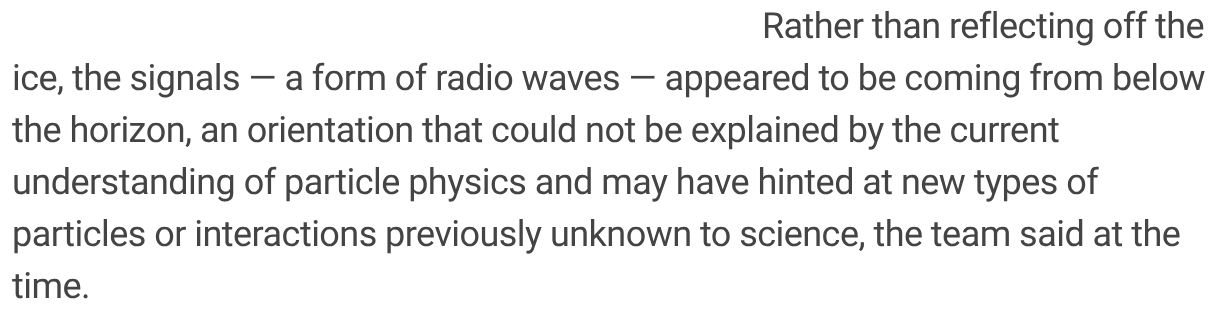 Rather than reflecting off the
ice, the signals — a form of radio waves — appeared to be coming from below
the horizon, an orientation that could not be explained by the current
understanding of particle physics and may have hinted at new types of
particles or interactions previously unknown to science, the team said at the
time.